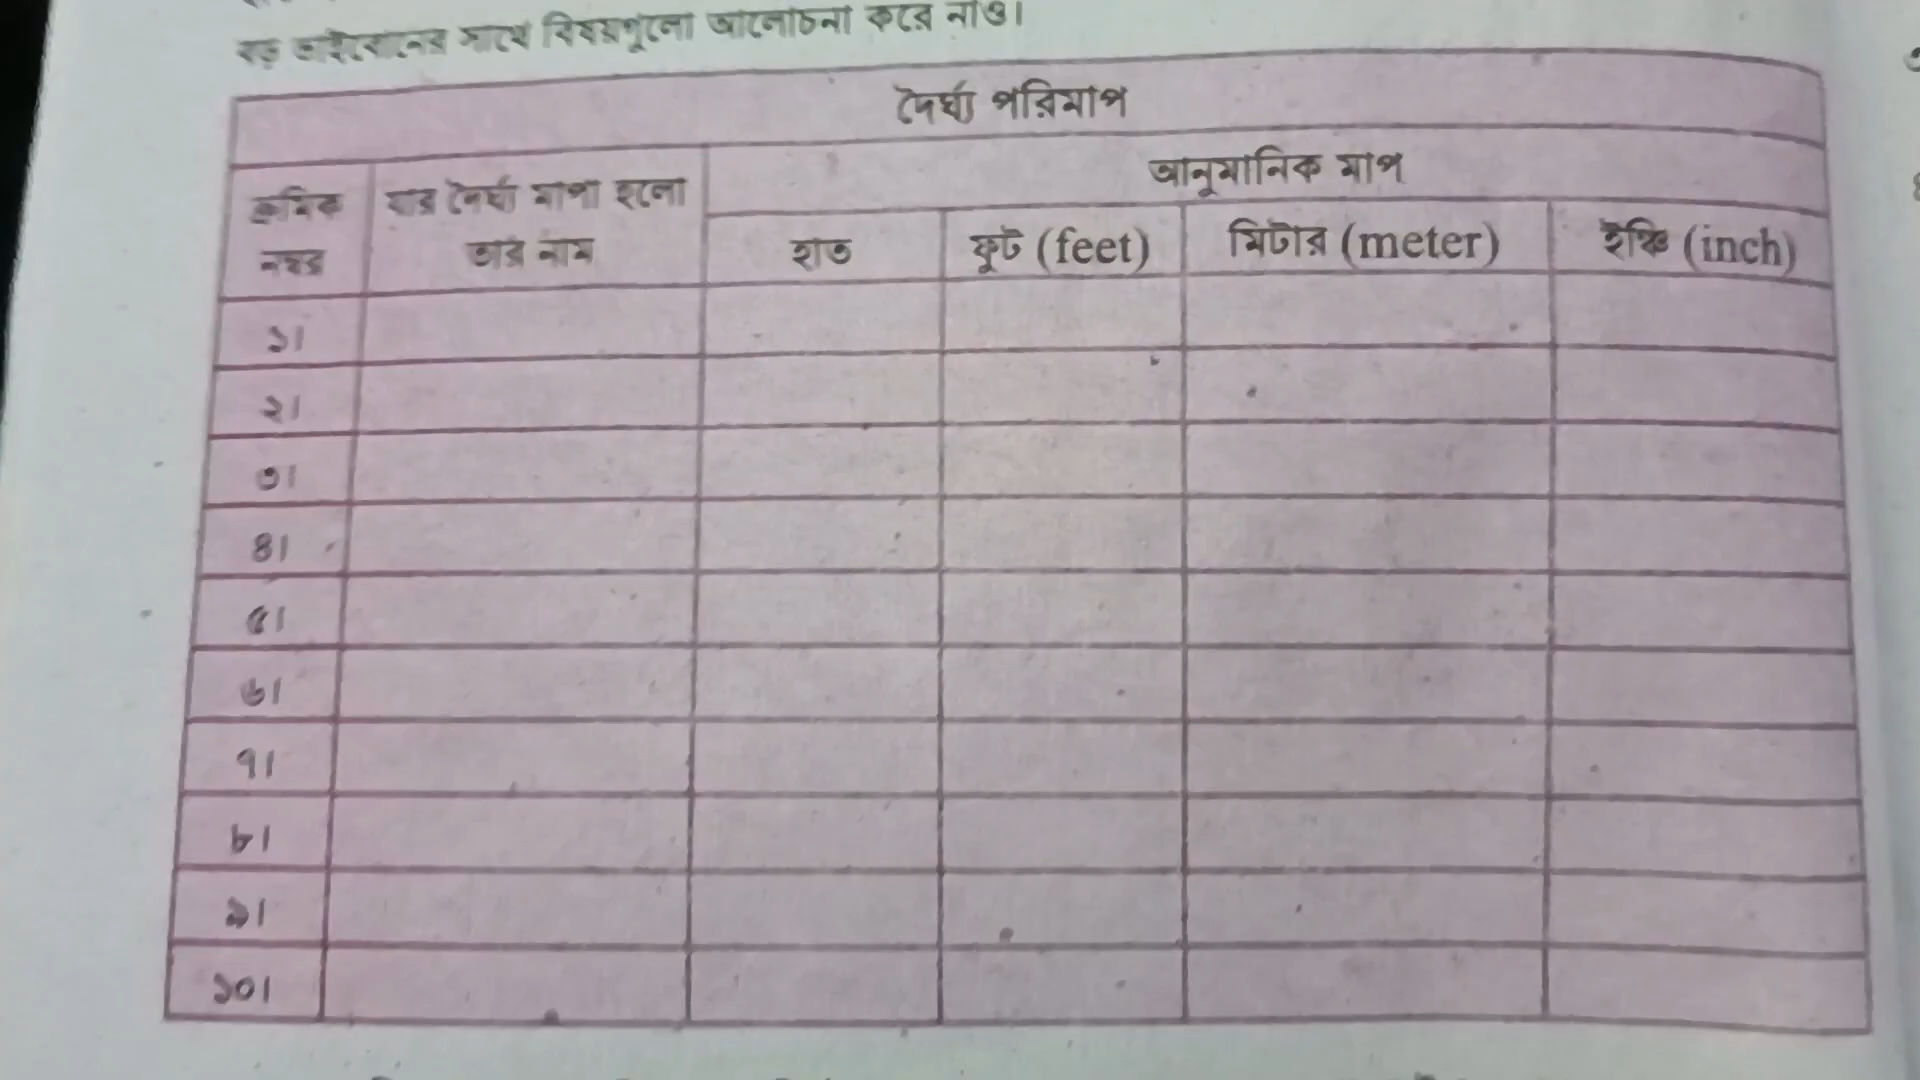 বড় ভাইবোনের সাথে বিষয়গুলো আলোচনা করে নাও।
দৈর্ঘ্য পরিমাপ
ক্রমিক নম্বর
যার দৈর্ঘ্য মাপা হলো তার নাম
আনুমানিক মাপ
হাত
ফুট (feet)
মিটার (meter)
ইঞ্চি (inch)
১।
২।
৩।
৪।
৫।
৬।
৭।
৮।
৯।
১০।